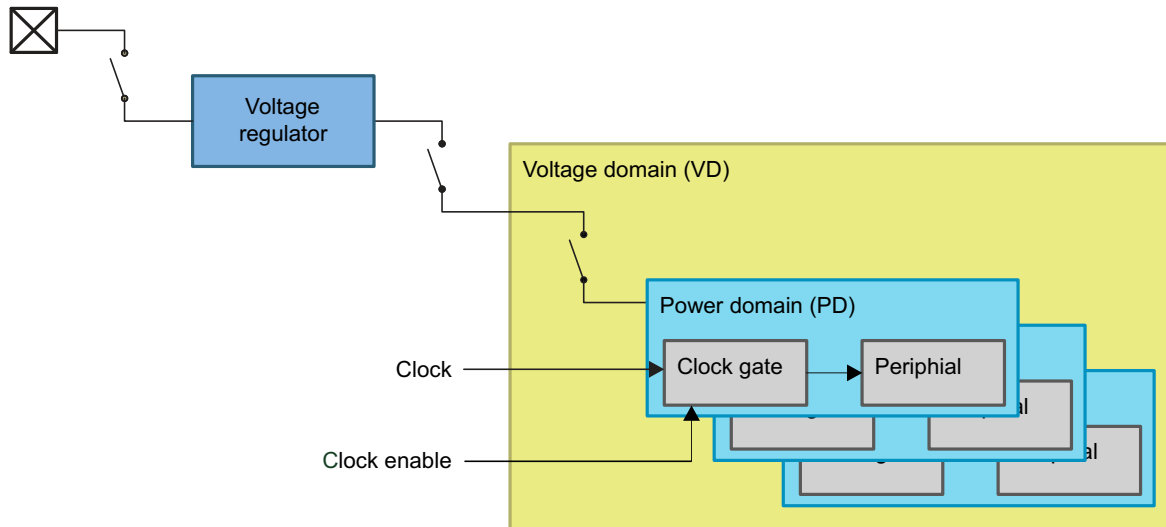 Voltage
regulator
Voltage domain (VD)
Power domain (PD)
Clock
Clock gate
Periphial
Clock enable